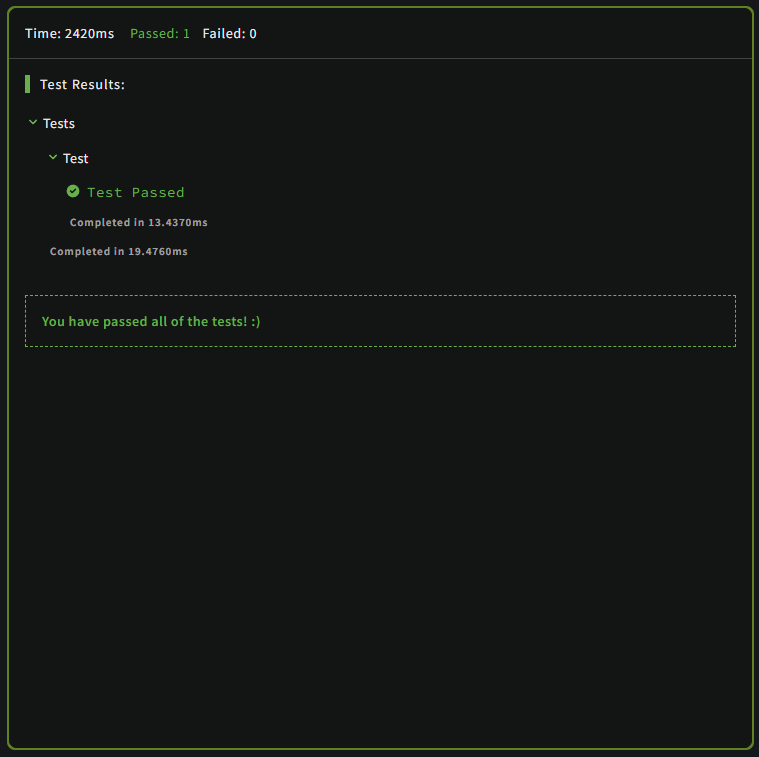 Time: 2420ms Passed: 1 Failed: 0
Test Results:
Tests
Test
Test Passed
Completed in 13.4370ms
Completed in 19.4760ms
You have passed all of the tests! :)